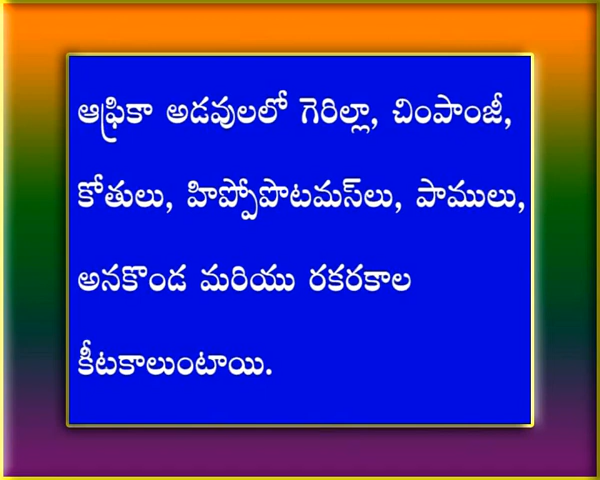 ఆఫ్రికా అడవులలో గెరిల్లా, చింపాంజీ,
కోతులు, హిప్పోపొటమస్‌లు, పాములు,
అనకొండ మరియు రకరకాల
కీటకాలుంటాయి.